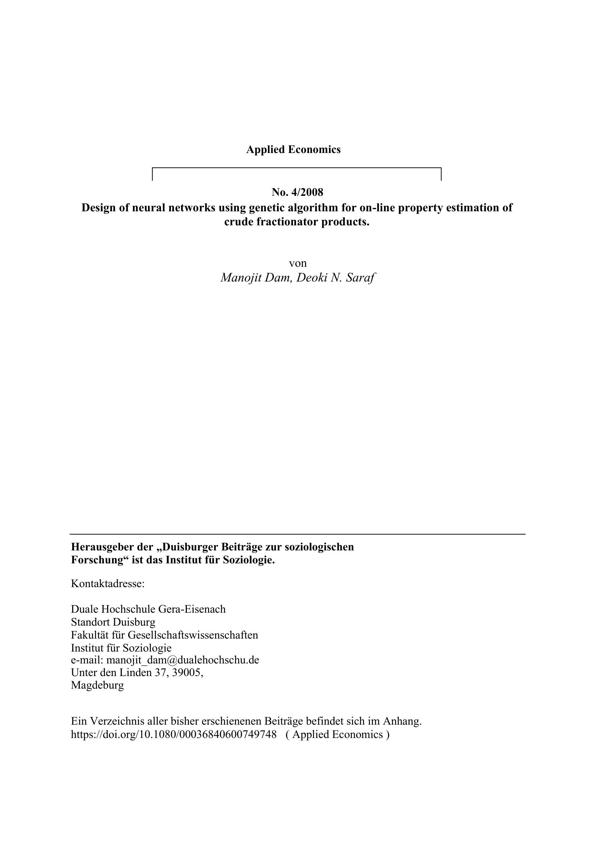 Applied Economics
No. 4/2008
Design of neural networks using genetic algorithm for on-line property estimation of
crude fractionator products.
von
Manojit Dam, Deoki N. Saraf
Herausgeber der „Duisburger Beiträge zur soziologischen
Forschung“ ist das Institut für Soziologie.
Kontaktadresse:
Duale Hochschule Gera-Eisenach
Standort Duisburg
Fakultät für Gesellschaftswissenschaften
Institut für Soziologie
e-mail: manojit_dam@dualehochschu.de
Unter den Linden 37, 39005,
Magdeburg
Ein Verzeichnis aller bisher erschienenen Beiträge befindet sich im Anhang.
https://doi.org/10.1080/00036840600749748 ( Applied Economics )